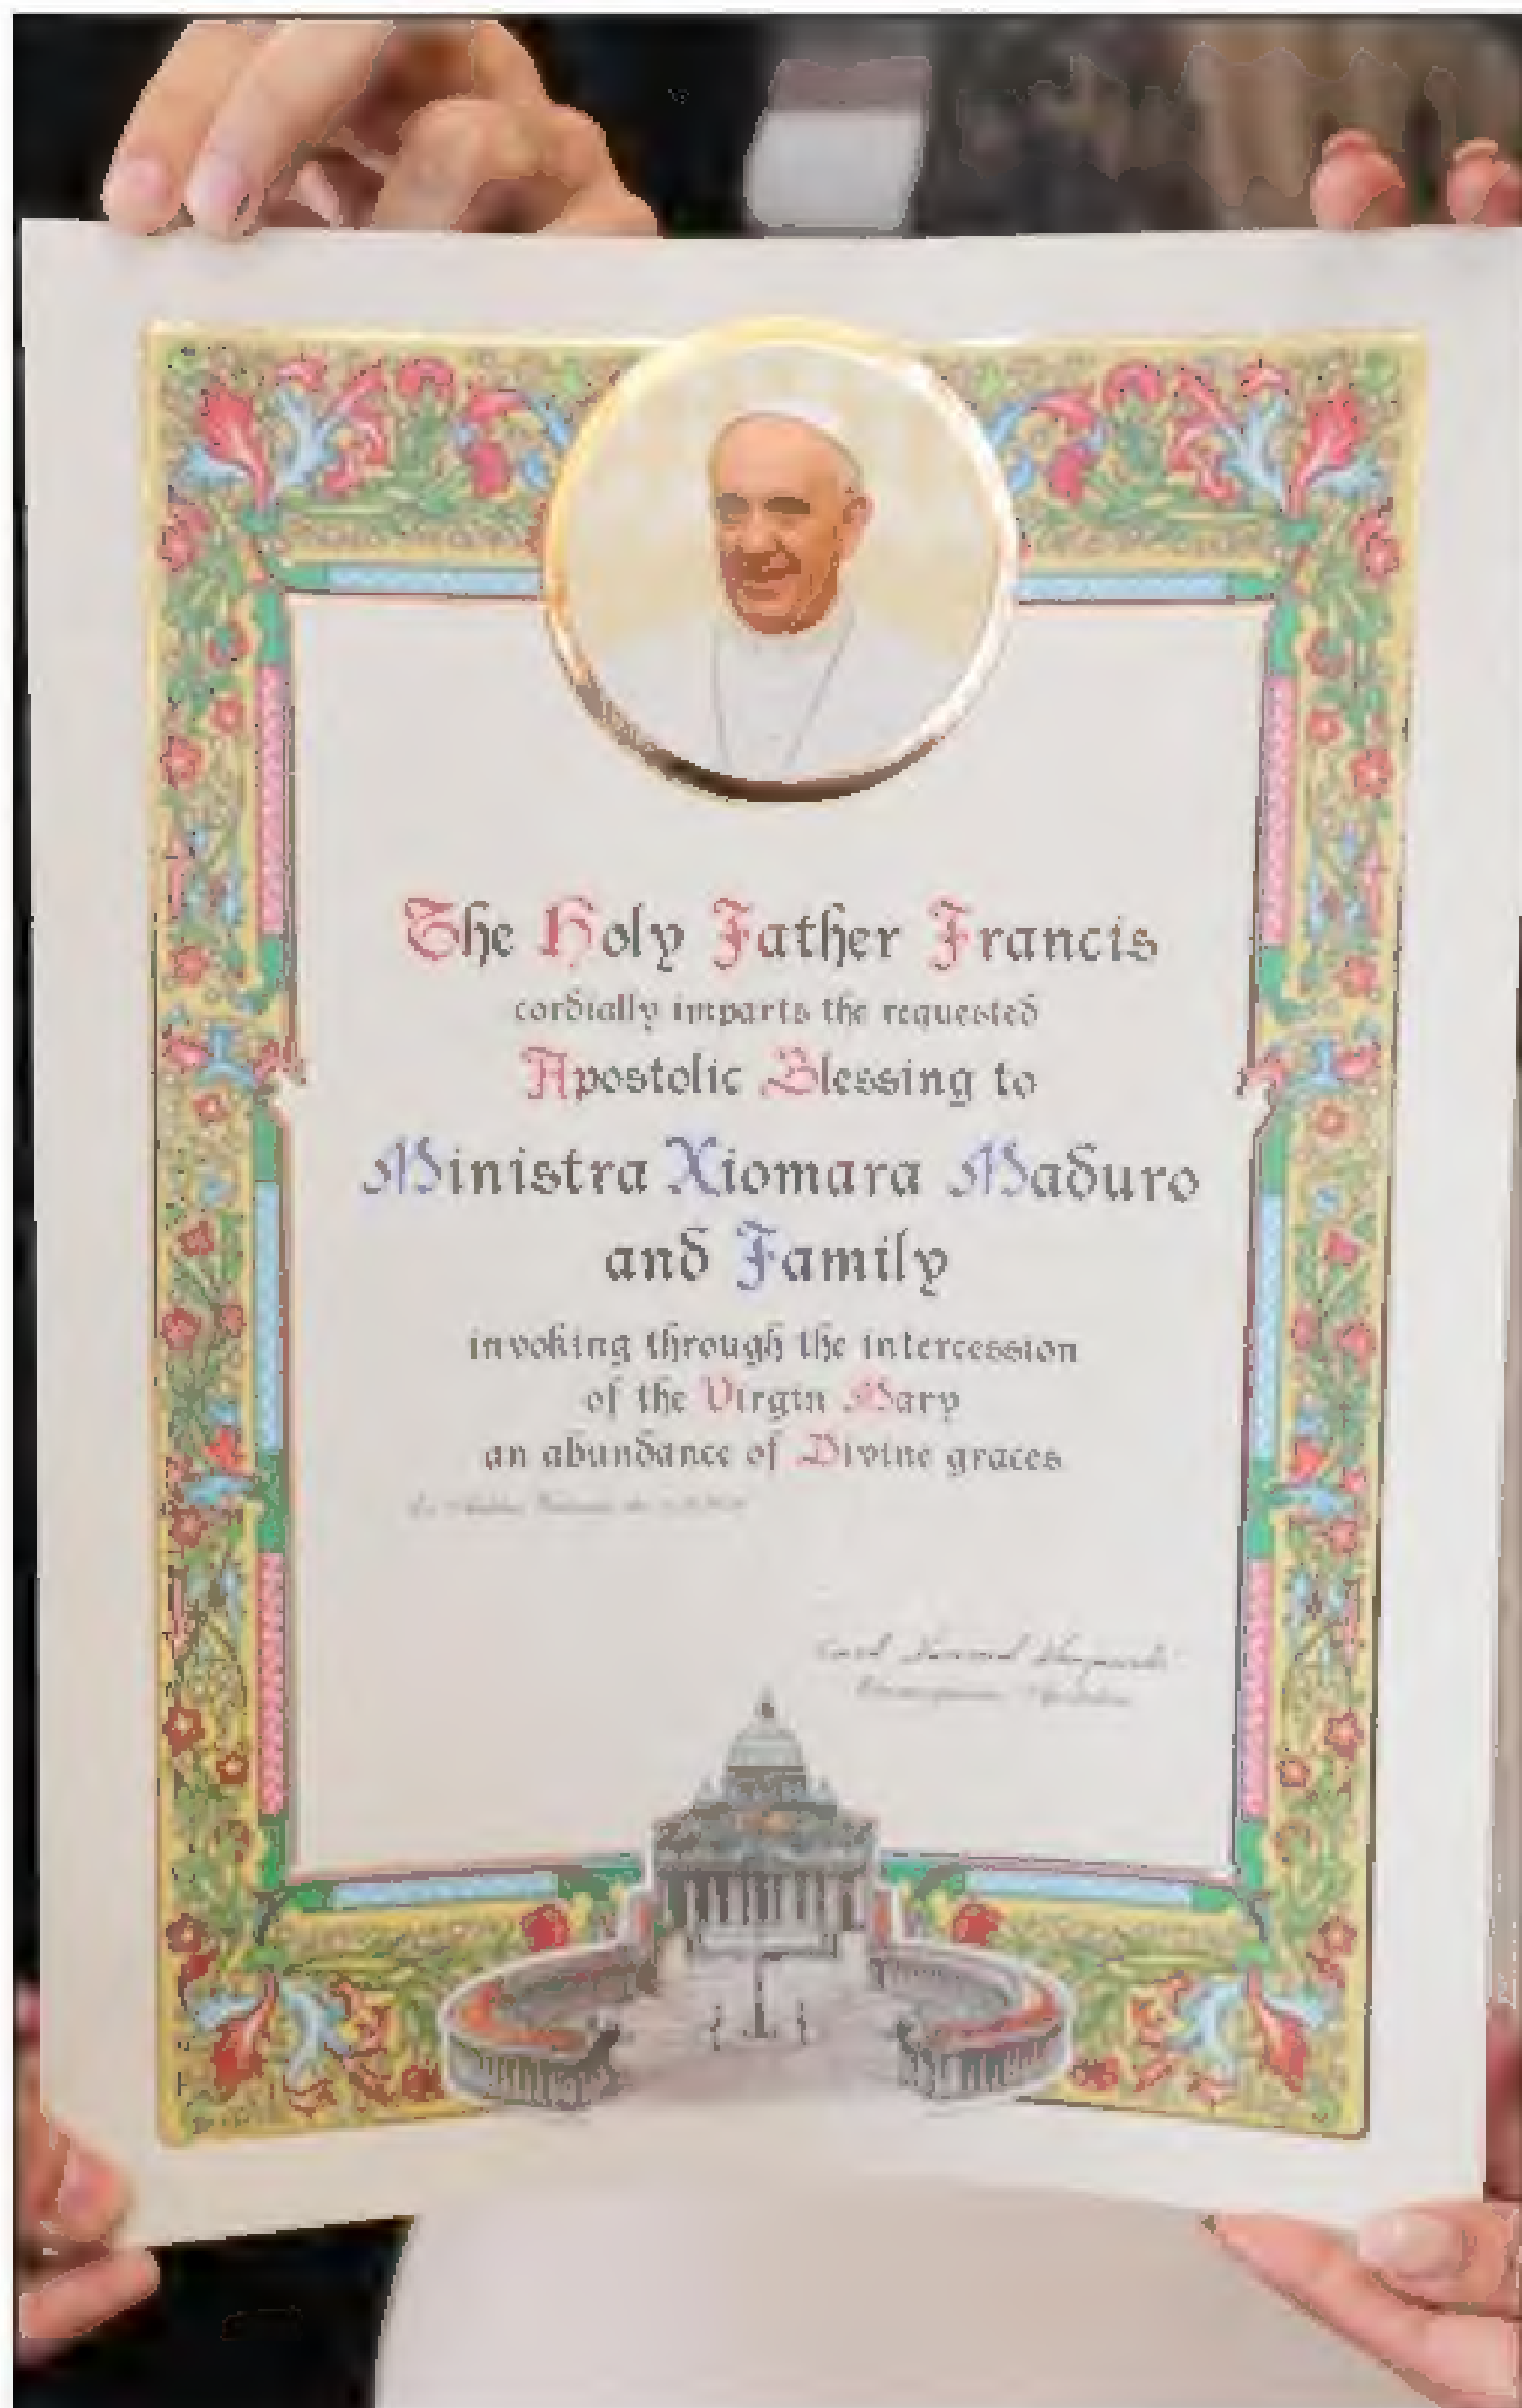 The Holy Father Francis
cordially imparts the requested
Apostolic Blessing to
Ministra Xiomara Maduro
and Family
invoking through the intercession
of the Virgin Mary
an abundance of Divine graces